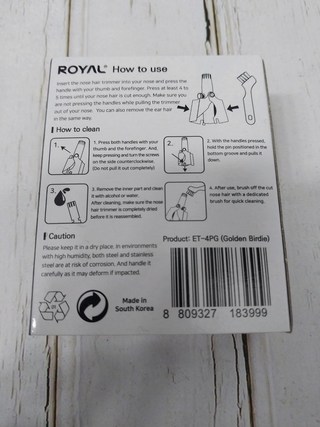 ROYAL® How to use
Insert the nose hair trimmer into your nose and press the
handle with your thumb and forefinger. Press at least 4 to
5 times until your nose hair is cut enough. Make sure you
are not pressing the handles while pulling the trimmer
out of your nose. You can also remove the ear hair
in the same way.
How to clean
1.
1. Press both handles with your
thumb and the forefinger. And
keep pressing and turn the screws
on the side counterclockwise.
(Do not pull it out completely)
2.
2. With the handles pressed,
hold the pin positioned in the
bottom groove and pull it
down.
3.
3. Remove the inner part and clean
it with alcohol or water.
After cleaning, make sure the nose
hair trimmer is completely dried
before it is reassembled.
4.
4. After use, brush off the cut
nose hair with a dedicated
brush for quick cleaning.
Caution
Please keep it in a dry place. In environments
with high humidity, both steel and stainless
steel are at risk of corrosion. And handle it
carefully as it may deform if impacted.
Product: ET-4PG (Golden Birdie)
Made in
South Korea
8 809327 183999